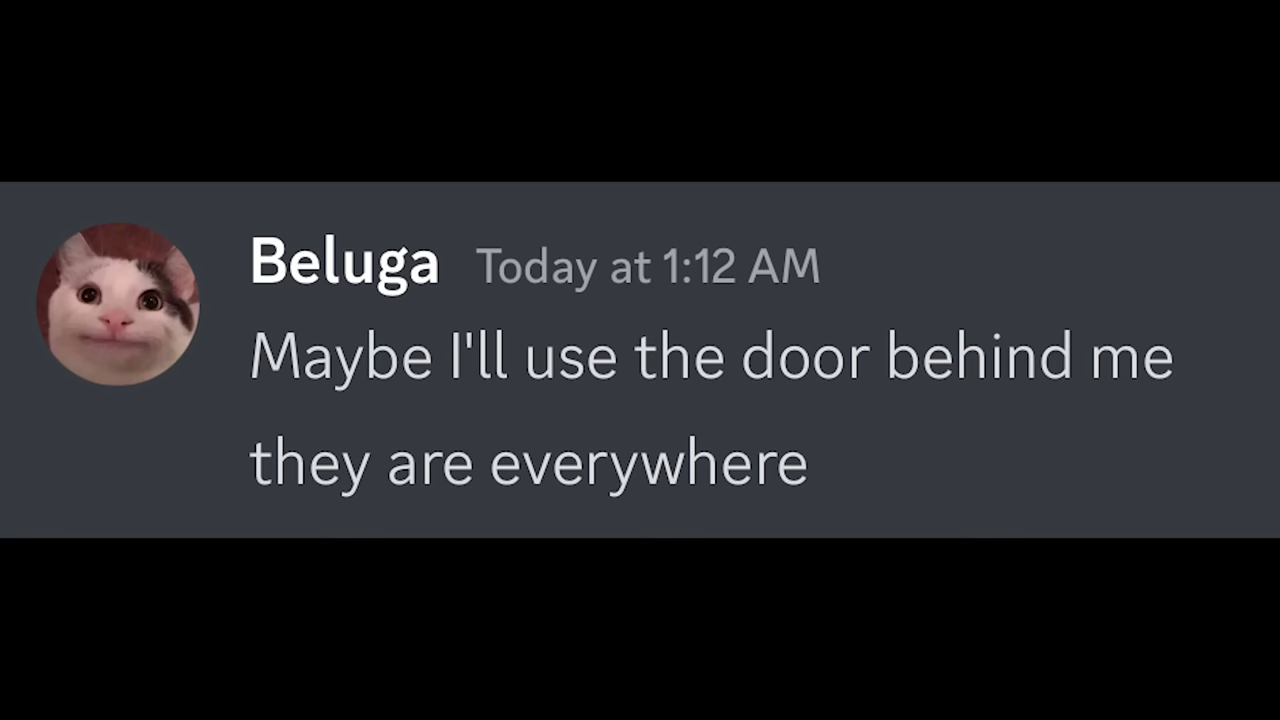 Beluga Today at 1:12 AM
Maybe I'll use the door behind me
they are everywhere